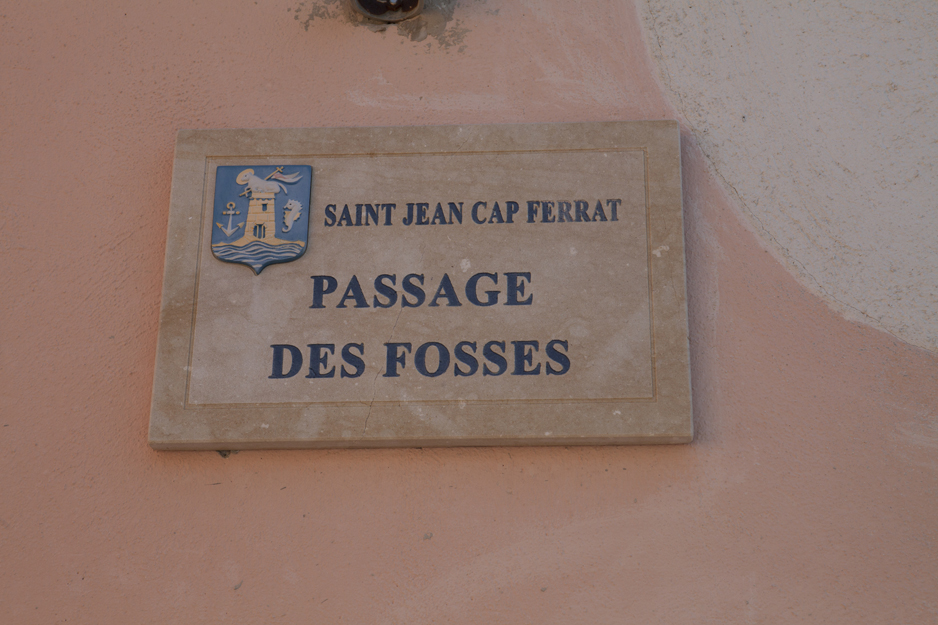 SAINT JEAN CAP FERRAT
PASSAGE
DES FOSSES